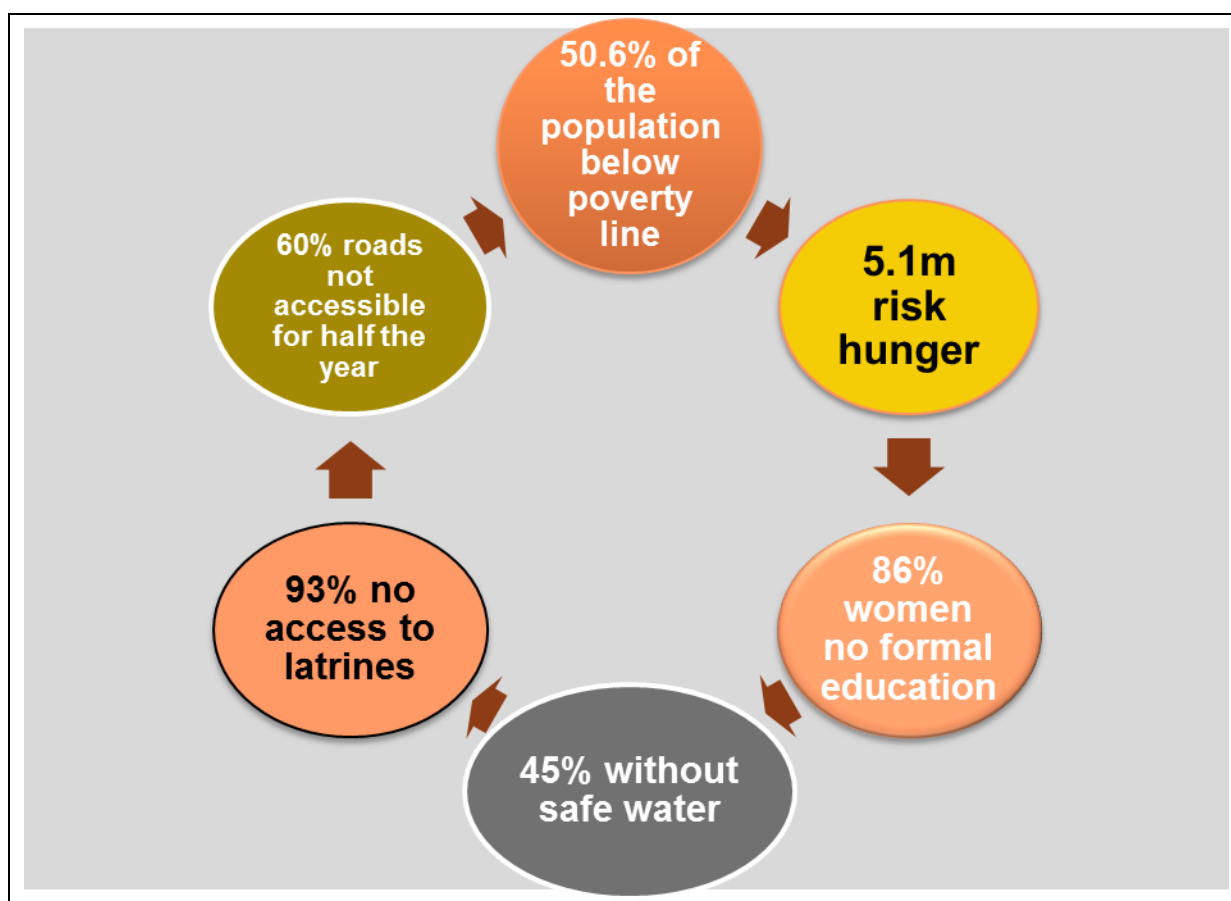 50.6% of
the
population
below
poverty
line
5.1m
risk
hunger
86%
women
no formal
education
45% without
safe water
93% no
access to
latrines
60% roads
not
accessible
for half the
year